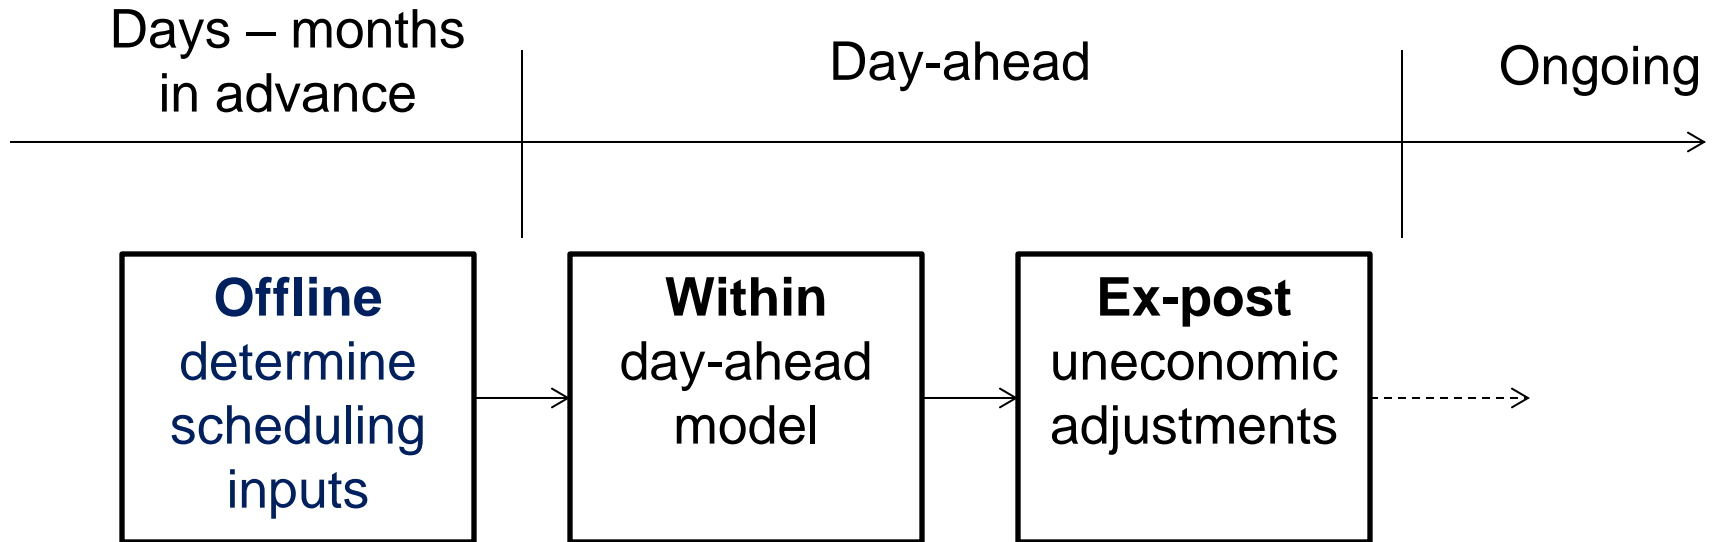 Days – months
in advance
Day-ahead
Ongoing
Offline
determine
scheduling
inputs
Within
day-ahead
model
Ex-post
uneconomic
adjustments